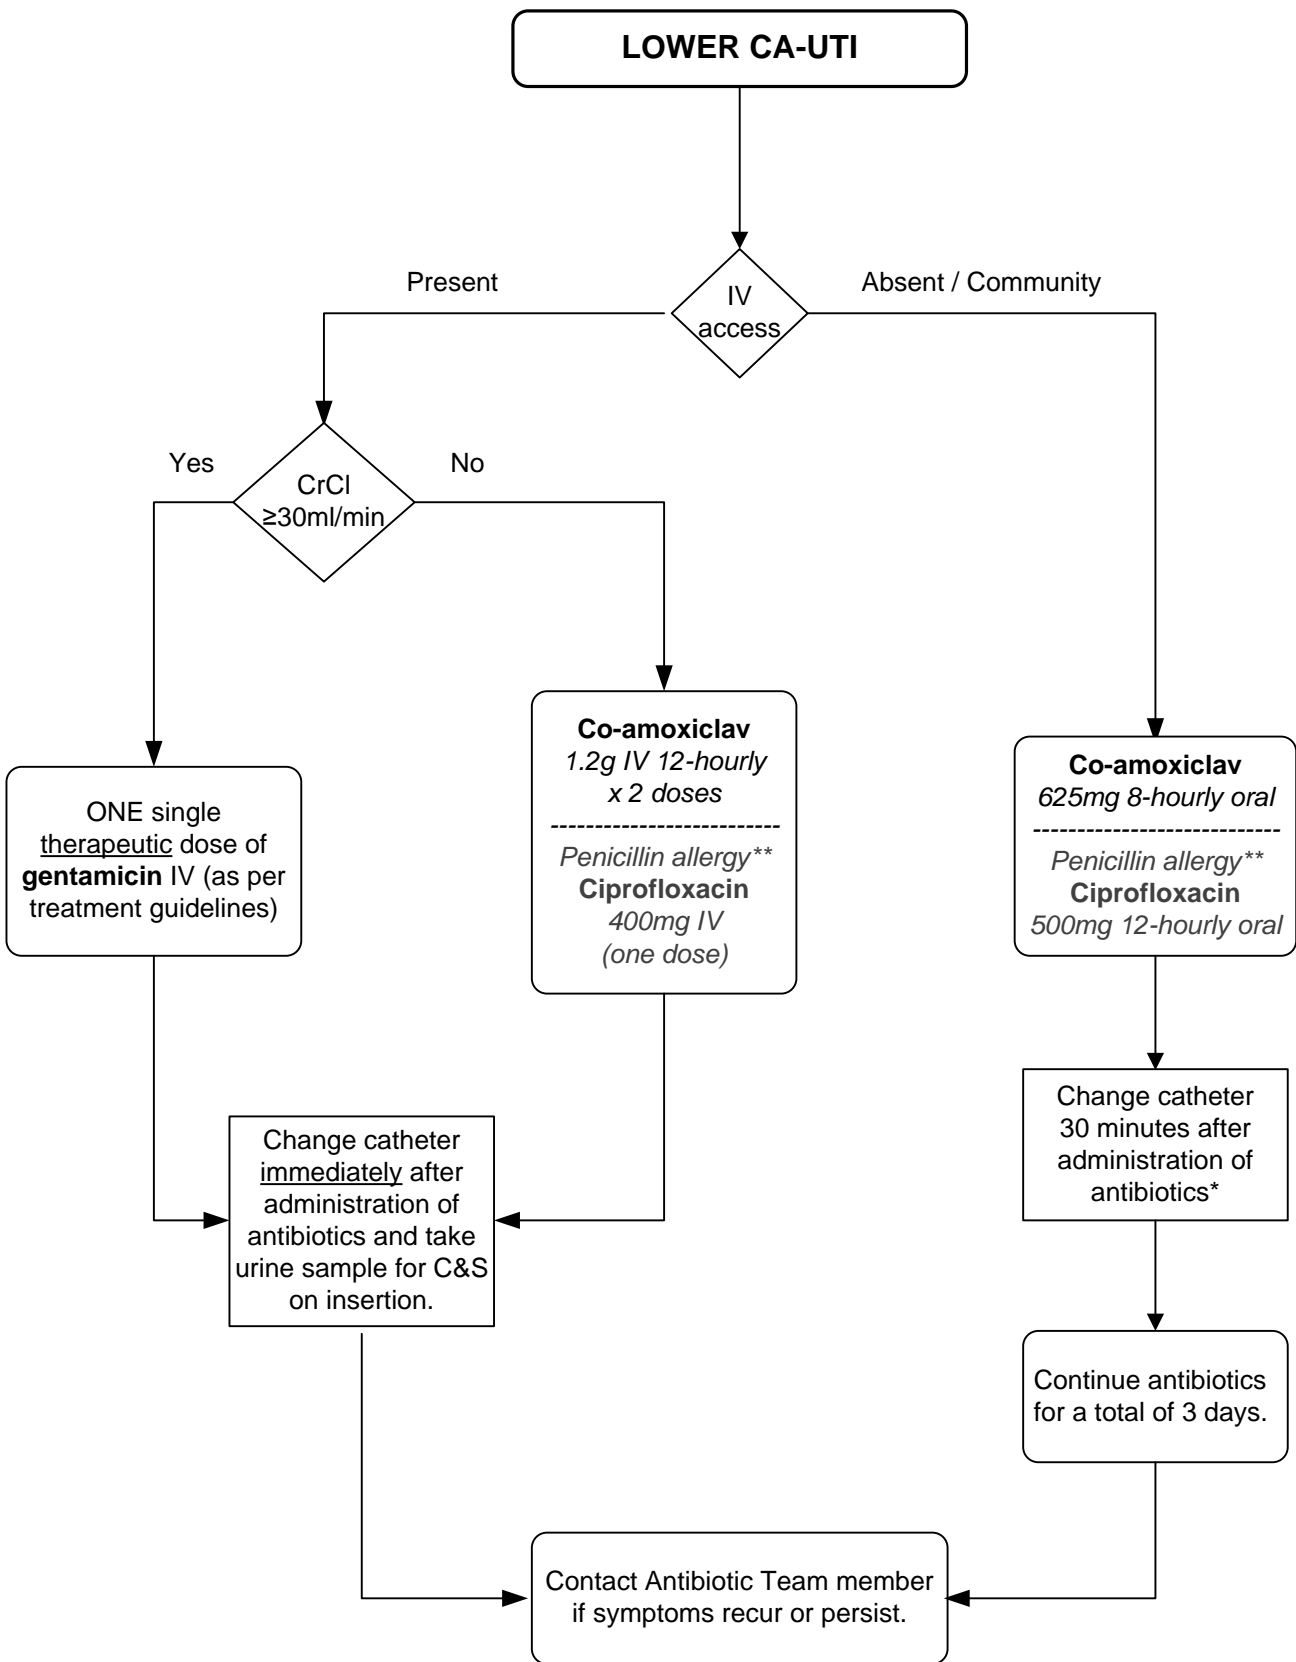 LOWER CA-UTI
Present
IV
access
Absent / Community
Yes
CrCl
≥30ml/min
No
ONE single
therapeutic dose of
gentamicin IV (as per
treatment guidelines)
Co-amoxiclav
1.2g IV 12-hourly
x 2 doses
--------------------------
Penicillin allergy**
Ciprofloxacin
400mg IV
(one dose)
Co-amoxiclav
625mg 8-hourly oral
----------------------------
Penicillin allergy**
Ciprofloxacin
500mg 12-hourly oral
Change catheter
immediately after
administration of
antibiotics and take
urine sample for C&S
on insertion.
Change catheter
30 minutes after
administration of
antibiotics*
Continue antibiotics
for a total of 3 days.
Contact Antibiotic Team member
if symptoms recur or persist.